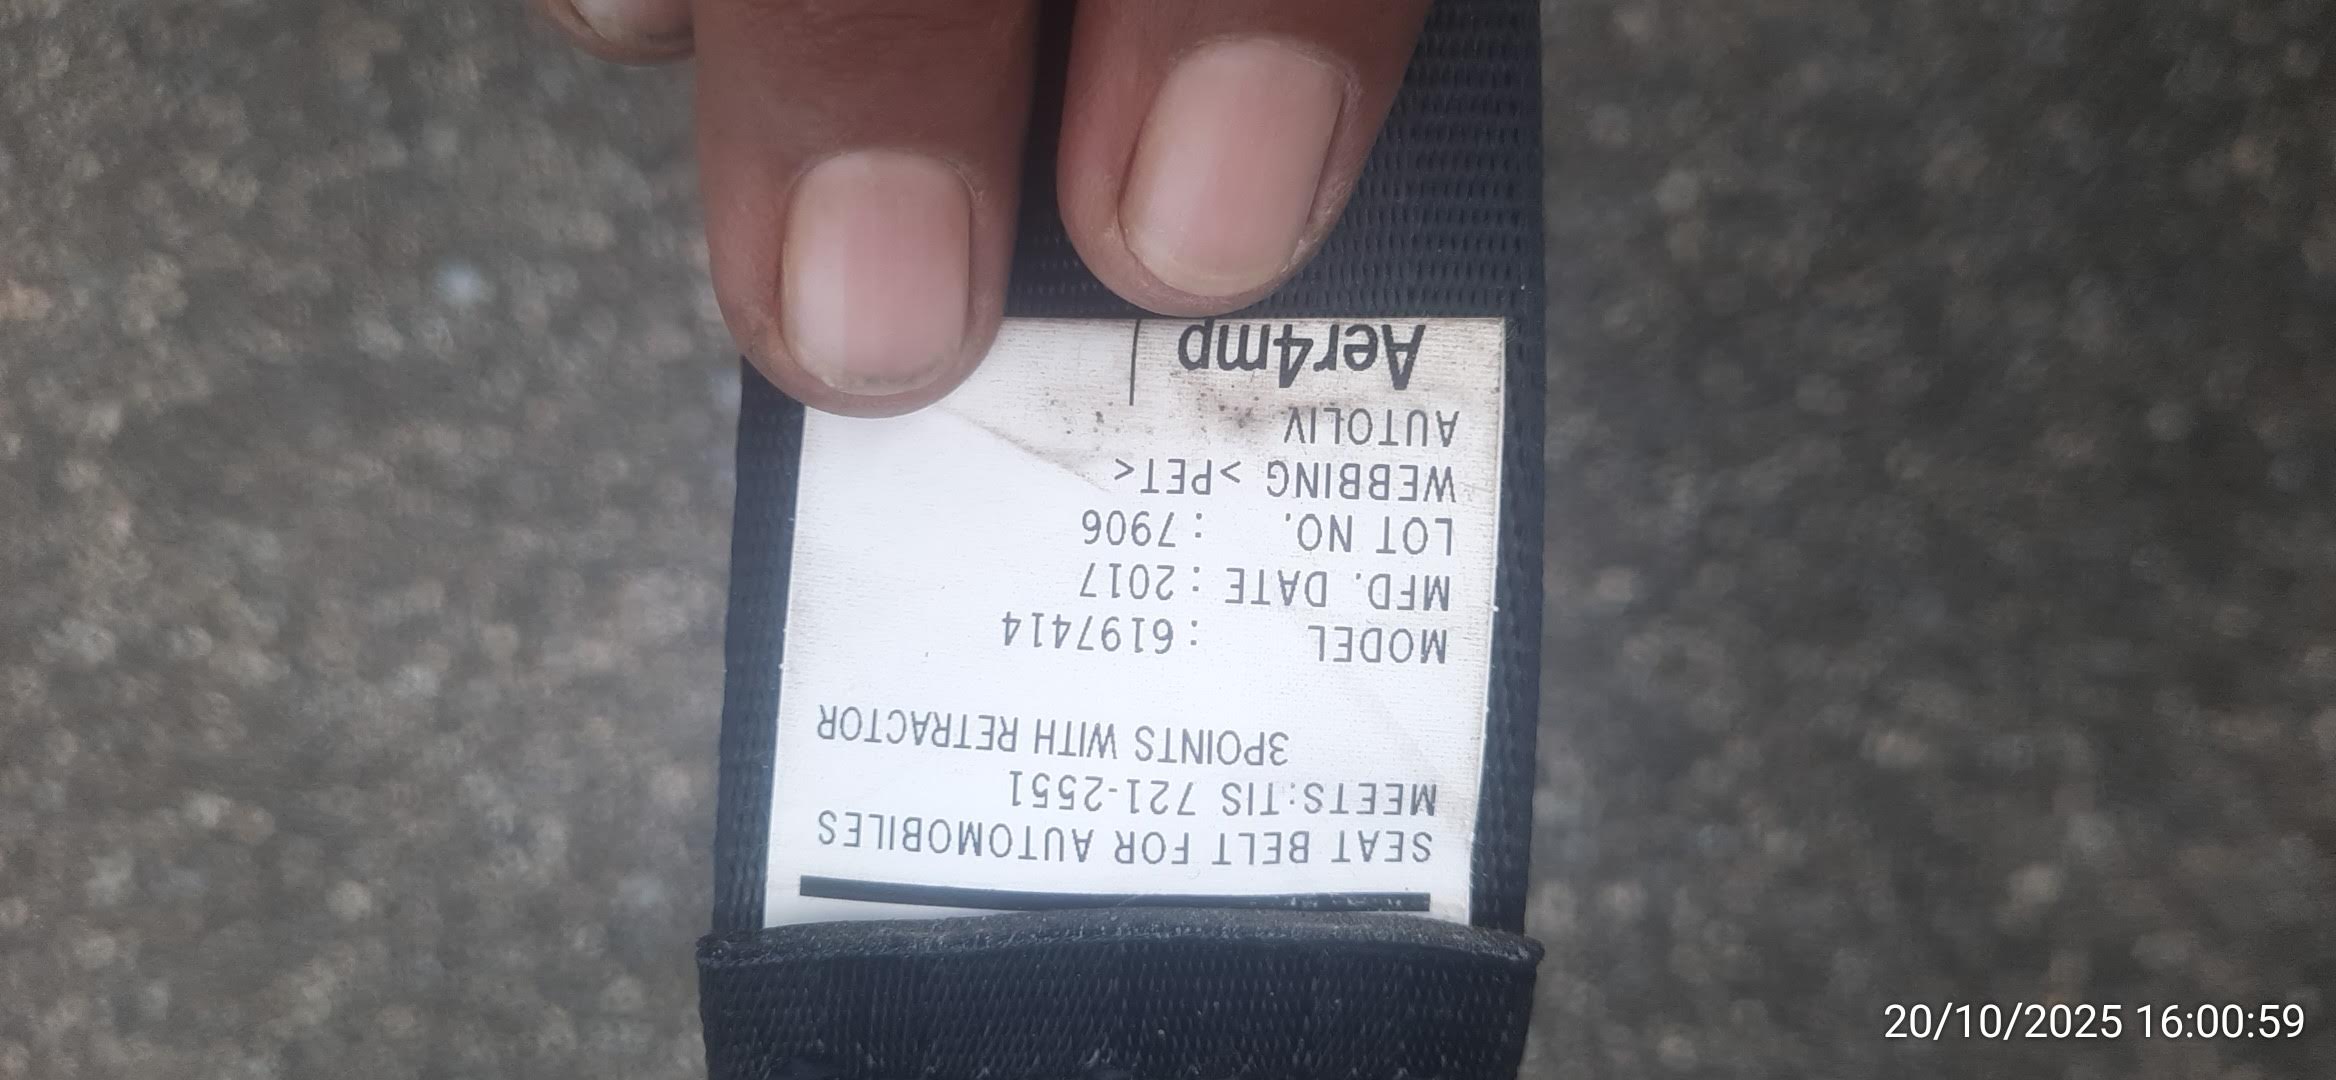 SEAT BELT FOR AUTOMOBILES
MEETS:TIS 721-2551
3POINTS WITH RETRACTOR
MODEL : 6197414
MFD. DATE : 2017
LOT NO. : 7906
WEBBING >PET<
AUTOLIV
Aer4mp
20/10/2025 16:00:59